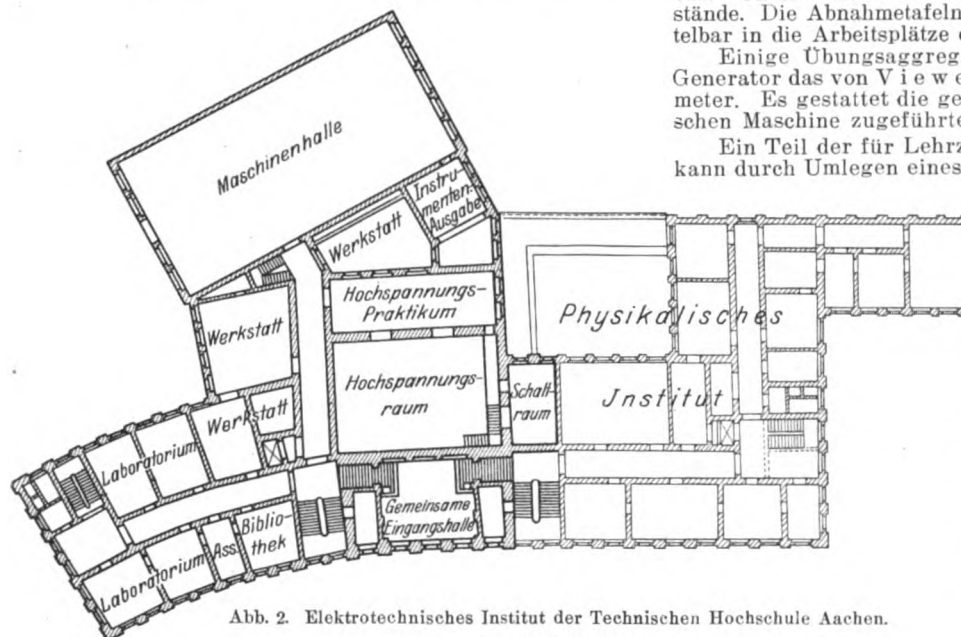 stände. Die Abnahmetafeln
telbar in die Arbeitsplätze
Einige Übungsaggreg
Generator das von Viewe
meter. Es gestattet die ge
schen Maschine zugeführte
Ein Teil der für Lehrz
kann durch Umlegen eines
Maschinenhalle
Instru-
menten-
Ausgabe
Werkstatt
Hochspannungs-
Praktikum
Physikalisches
Werkstatt
Hochspannungs-
raum
Schalt-
raum
Jnstitut
Werkstatt
Laboratorium
Gemeinsame
Eingangshalle
Biblio-
thek
Ass.
Laboratorium
Abb. 2. Elektrotechnisches Institut der Technischen Hochschule Aachen.